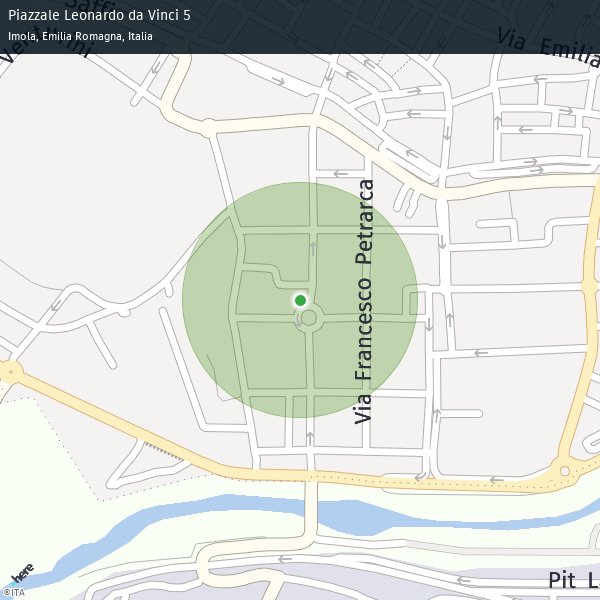 Piazzale Leonardo da Vinci 5
Imola, Emilia Romagna, Italia
Via Emilia
Via Francesco Petrarca
Pit L
here
©ITA